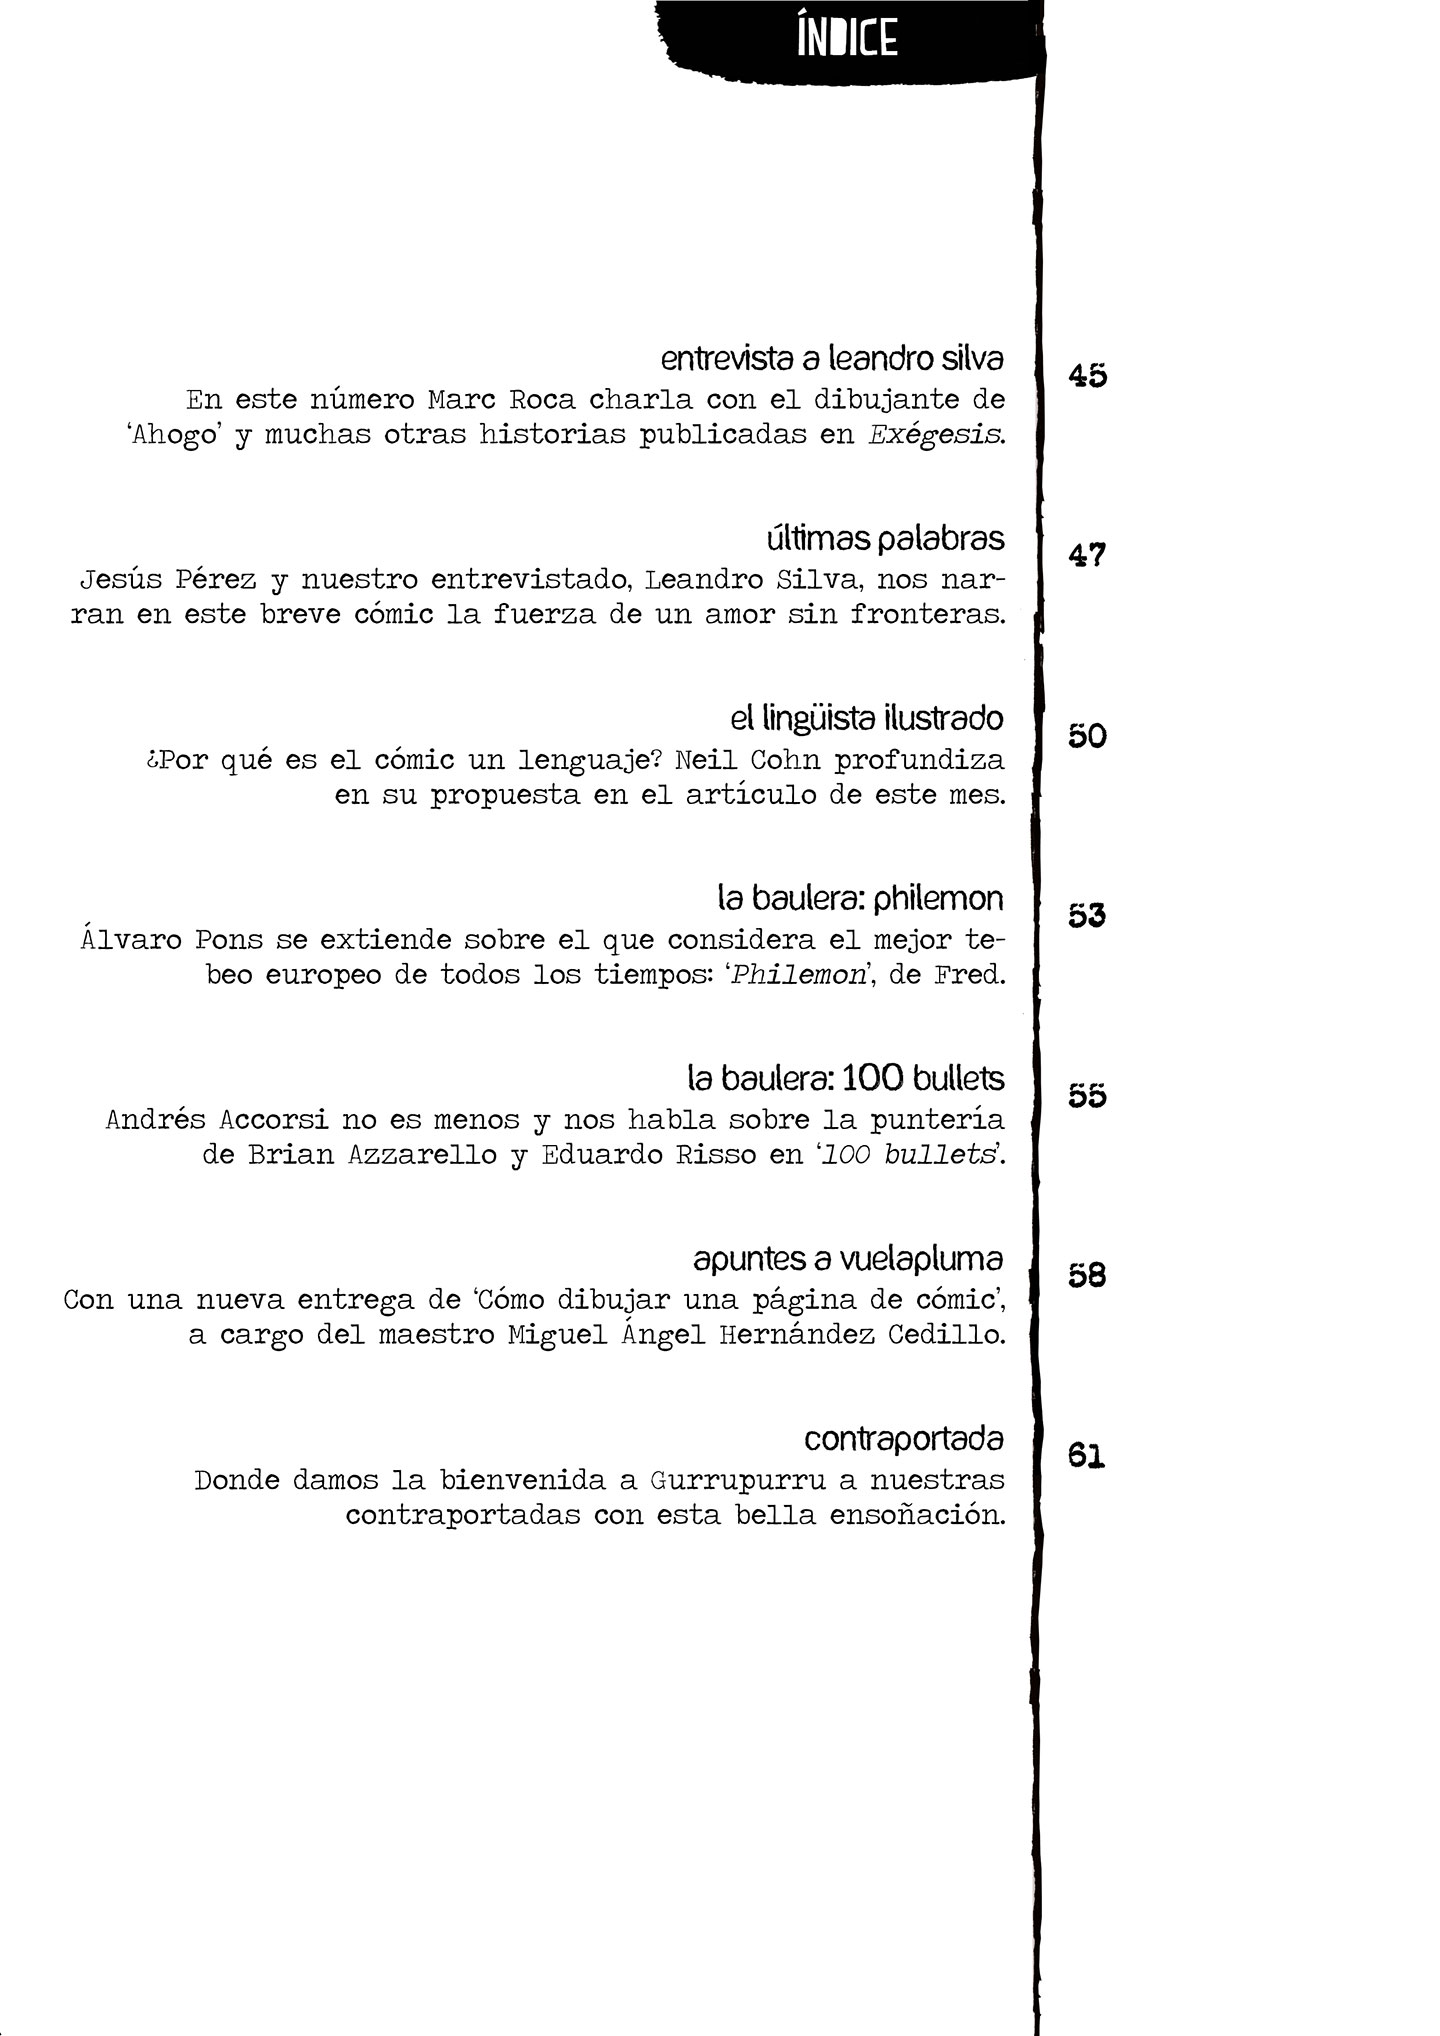 ÍNDICE
entrevista a leandro silva
45
En este número Marc Roca charla con el dibujante de
‘Ahogo’ y muchas otras historias publicadas en Exégesis.
últimas palabras
47
Jesús Pérez y nuestro entrevistado, Leandro Silva, nos nar-
ran en este breve cómic la fuerza de un amor sin fronteras.
el lingüista ilustrado
50
¿Por qué es el cómic un lenguaje? Neil Cohn profundiza
en su propuesta en el artículo de este mes.
la baulera: philemon
53
Álvaro Pons se extiende sobre el que considera el mejor te-
beo europeo de todos los tiempos: ‘Philemon’, de Fred.
la baulera: 100 bullets
55
Andrés Accorsi no es menos y nos habla sobre la puntería
de Brian Azzarello y Eduardo Risso en ‘100 bullets’.
apuntes a vuelapluma
58
Con una nueva entrega de ‘Cómo dibujar una página de cómic’,
a cargo del maestro Miguel Ángel Hernández Cedillo.
contraportada
61
Donde damos la bienvenida a Gurrupurru a nuestras
contraportadas con esta bella ensoñación.